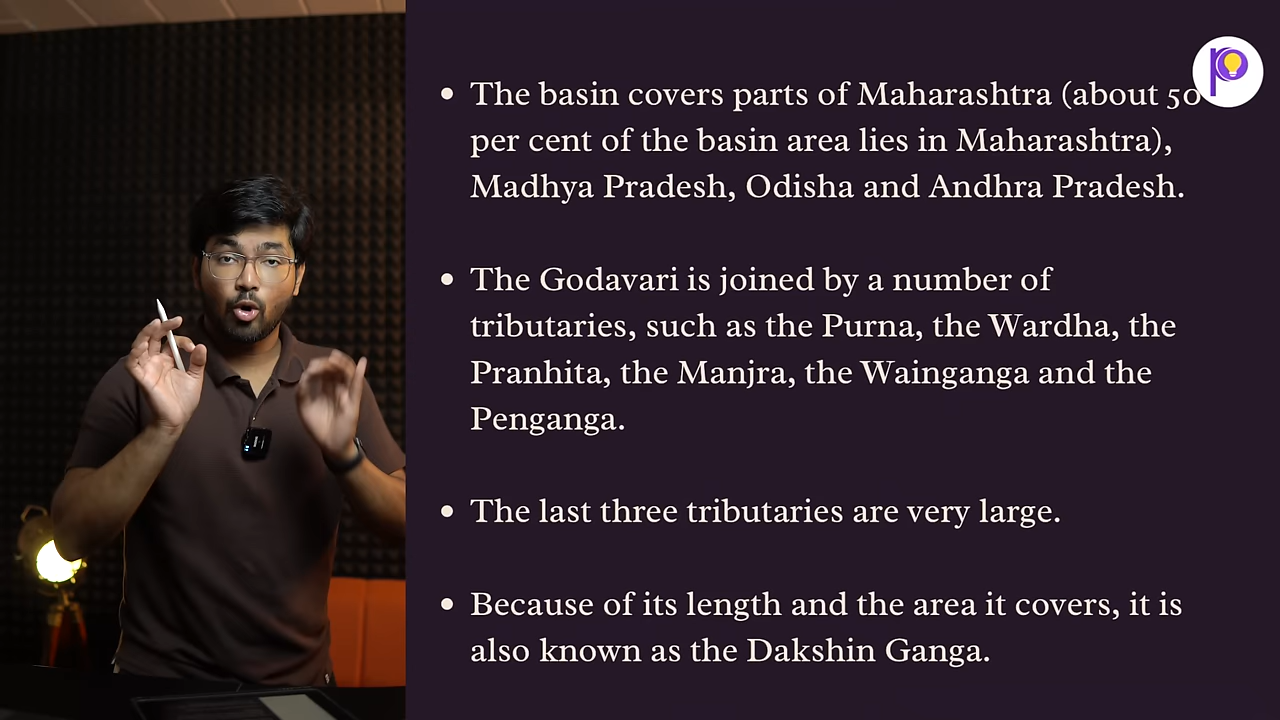 • The basin covers parts of Maharashtra (about 50
per cent of the basin area lies in Maharashtra),
Madhya Pradesh, Odisha and Andhra Pradesh.
• The Godavari is joined by a number of
tributaries, such as the Purna, the Wardha, the
Pranhita, the Manjra, the Wainganga and the
Penganga.
• The last three tributaries are very large.
• Because of its length and the area it covers, it is
also known as the Dakshin Ganga.